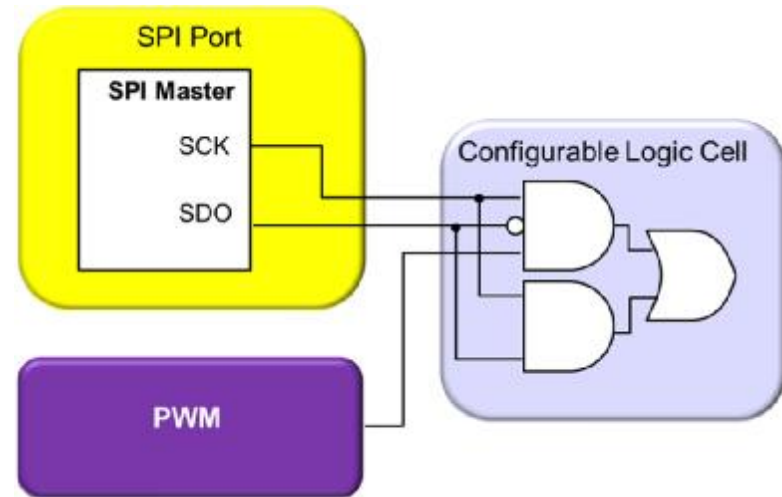 SPI Port
SPI Master
SCK
SDO
Configurable Logic Cell
PWM